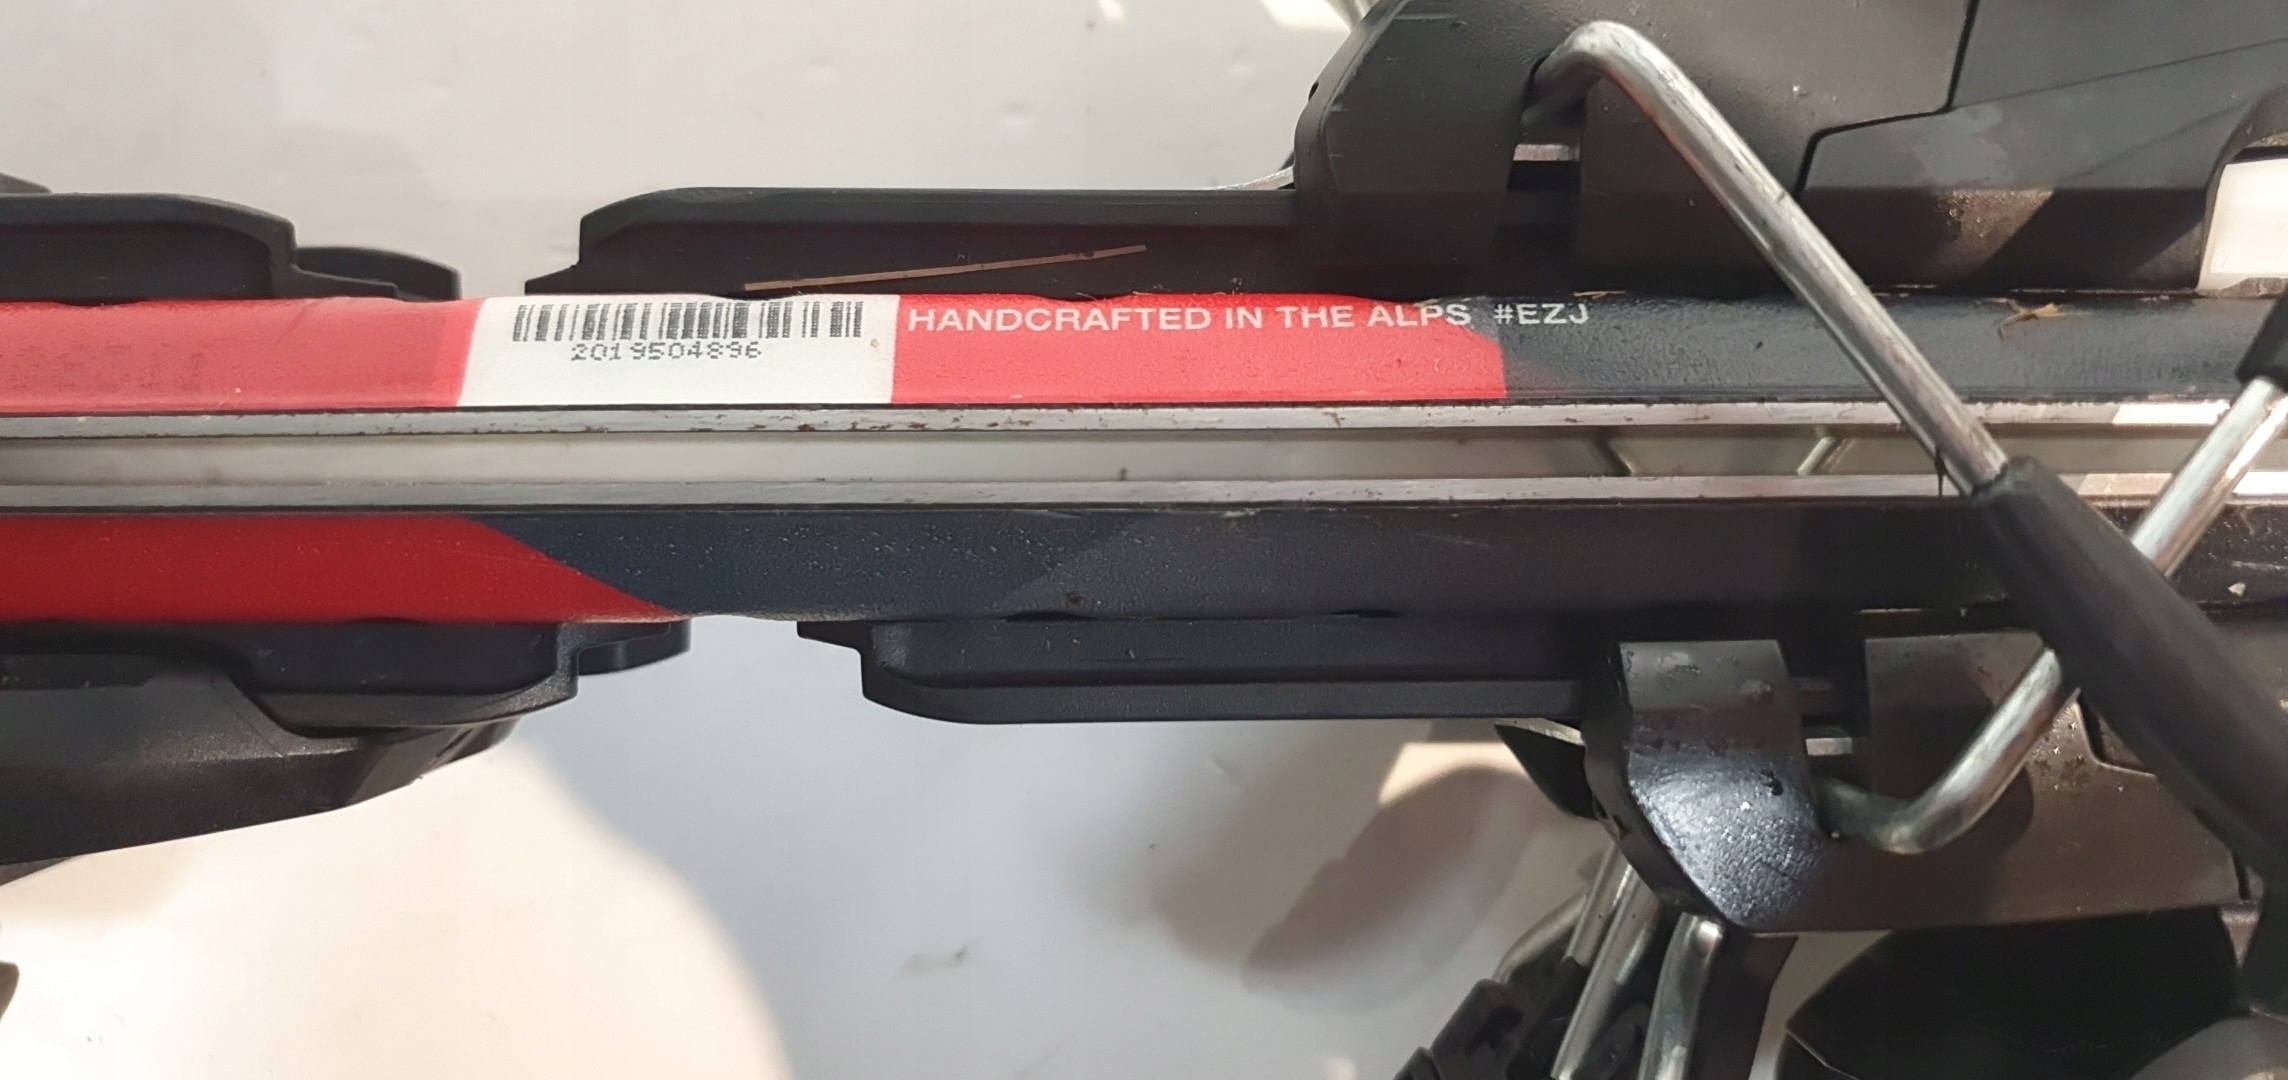 HANDCRAFTED IN THE ALPS #EZJ
2019504896